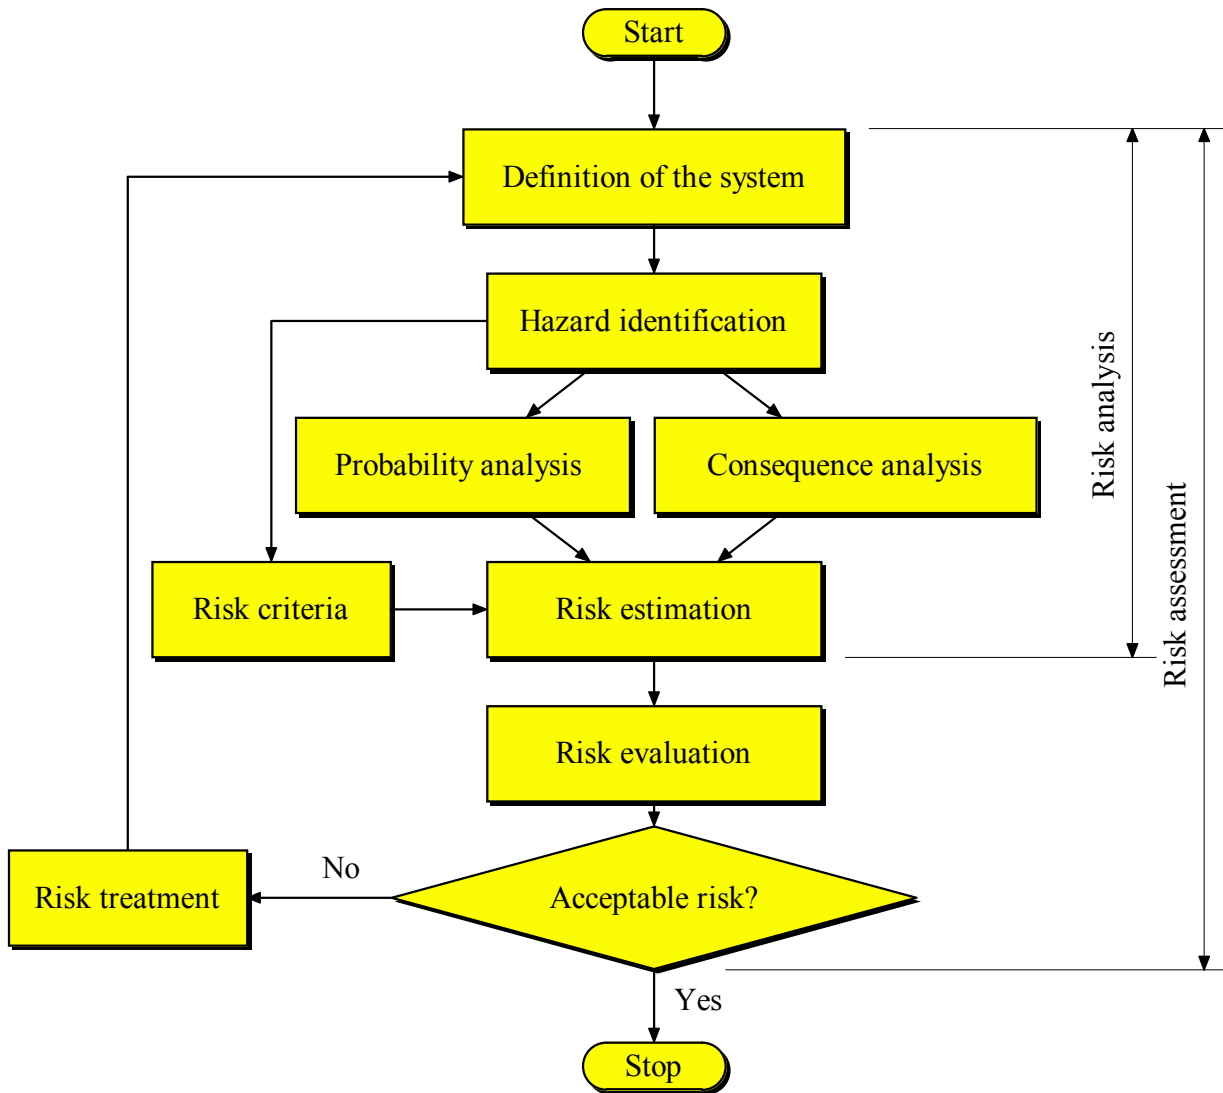 Start
Definition of the system
Hazard identification
Probability analysis
Consequence analysis
Risk criteria
Risk estimation
Risk evaluation
Risk treatment
No
Acceptable risk?
Yes
Stop
Risk analysis
Risk assessment